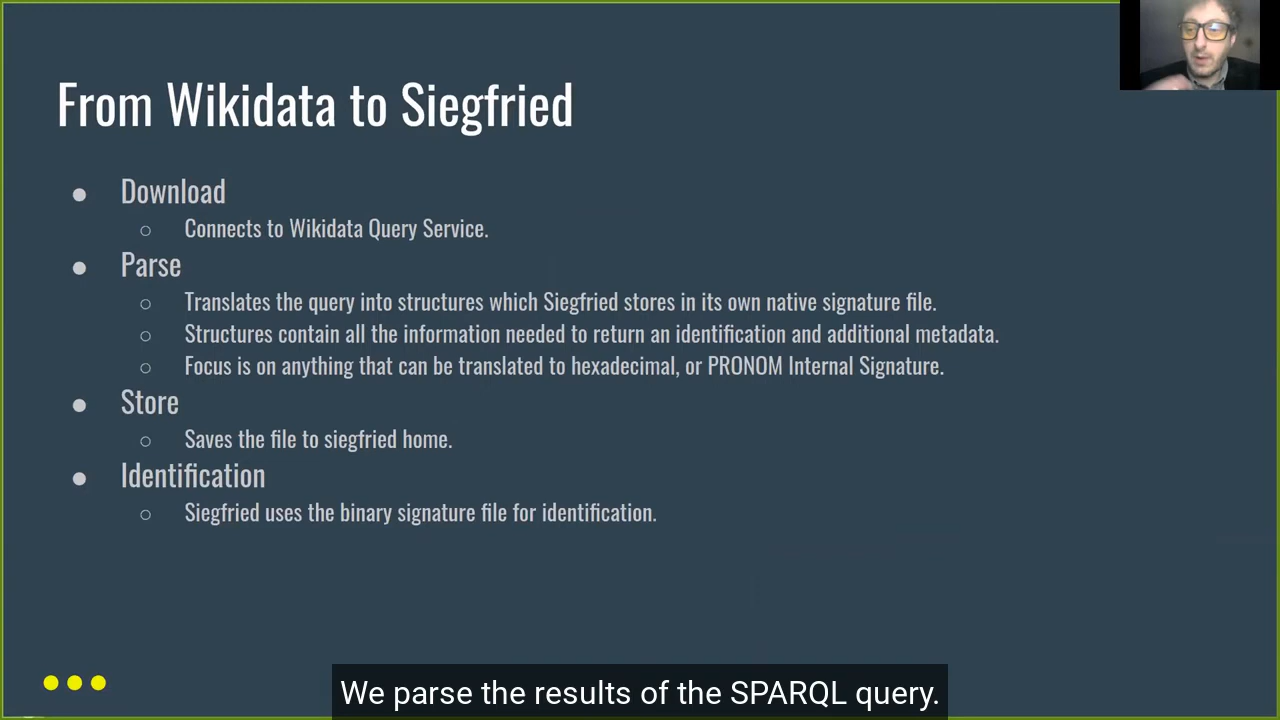 From Wikidata to Siegfried
● Download
○ Connects to Wikidata Query Service.
● Parse
○ Translates the query into structures which Siegfried stores in its own native signature file.
○ Structures contain all the information needed to return an identification and additional metadata.
○ Focus is on anything that can be translated to hexadecimal, or PRONOM Internal Signature.
● Store
○ Saves the file to siegfried home.
● Identification
○ Siegfried uses the binary signature file for identification.
We parse the results of the SPARQL query.